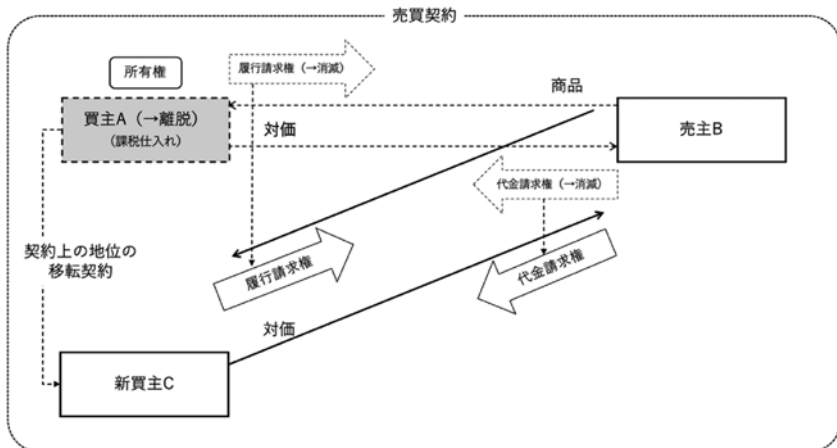 売買契約
所有権
履行請求権（→消滅）
商品
買主A（→離脱）
（課税仕入れ）
対価
売主B
代金請求権（→消滅）
契約上の地位の
移転契約
履行請求権
代金請求権
対価
新買主C